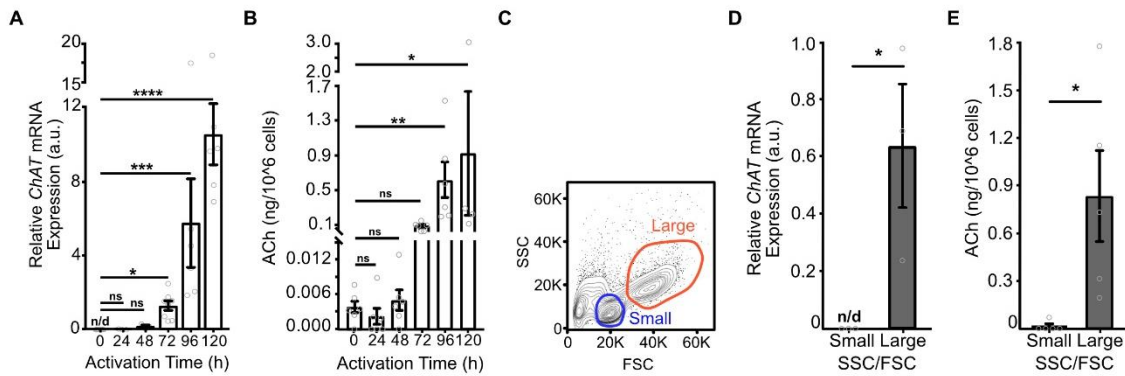 A
Relative ChAT mRNA
Expression (a.u.)
20
15
12
8
4
0
****
***
*
ns
ns
n/d
0 24 48 72 96 120
Activation Time (h)
B
ACh (ng/10^6 cells)
3.0
2.0
1.7
1.3
0.9
0.5
0.1
0.012
0.006
0.000
*
**
ns
ns
ns
0 24 48 72 96 120
Activation Time (h)
C
SSC
60K
40K
20K
0
Large
Small
0 20K 40K 60K
FSC
D
Relative ChAT mRNA
Expression (a.u.)
1.0
0.8
0.6
0.4
0.2
0
*
n/d
Small Large
SSC/FSC
E
ACh (ng/10^6 cells)
1.8
1.5
1.2
0.9
0.6
0.3
0
*
Small Large
SSC/FSC